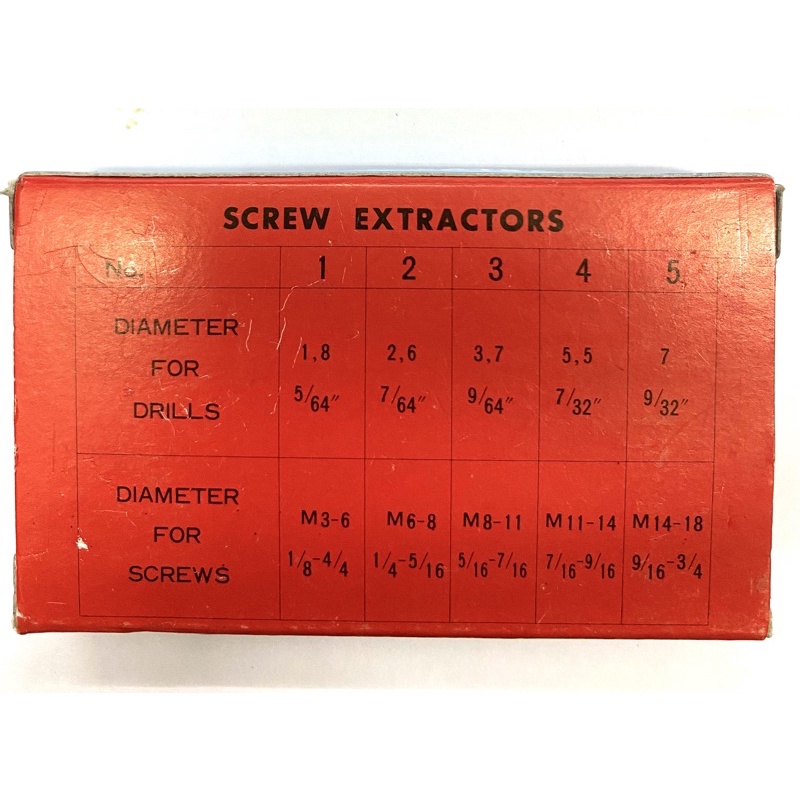 SCREW EXTRACTORS
No. 1 2 3 4 5
DIAMETER
FOR
DRILLS
1,8 2,6 3,7 5,5 7
5/64" 7/64" 9/64" 7/32" 9/32"
DIAMETER
FOR
SCREWS
M3-6 M6-8 M8-11 M11-14 M14-18
1/8-4/4 1/4-5/16 5/16-7/16 7/16-9/16 9/16-3/4